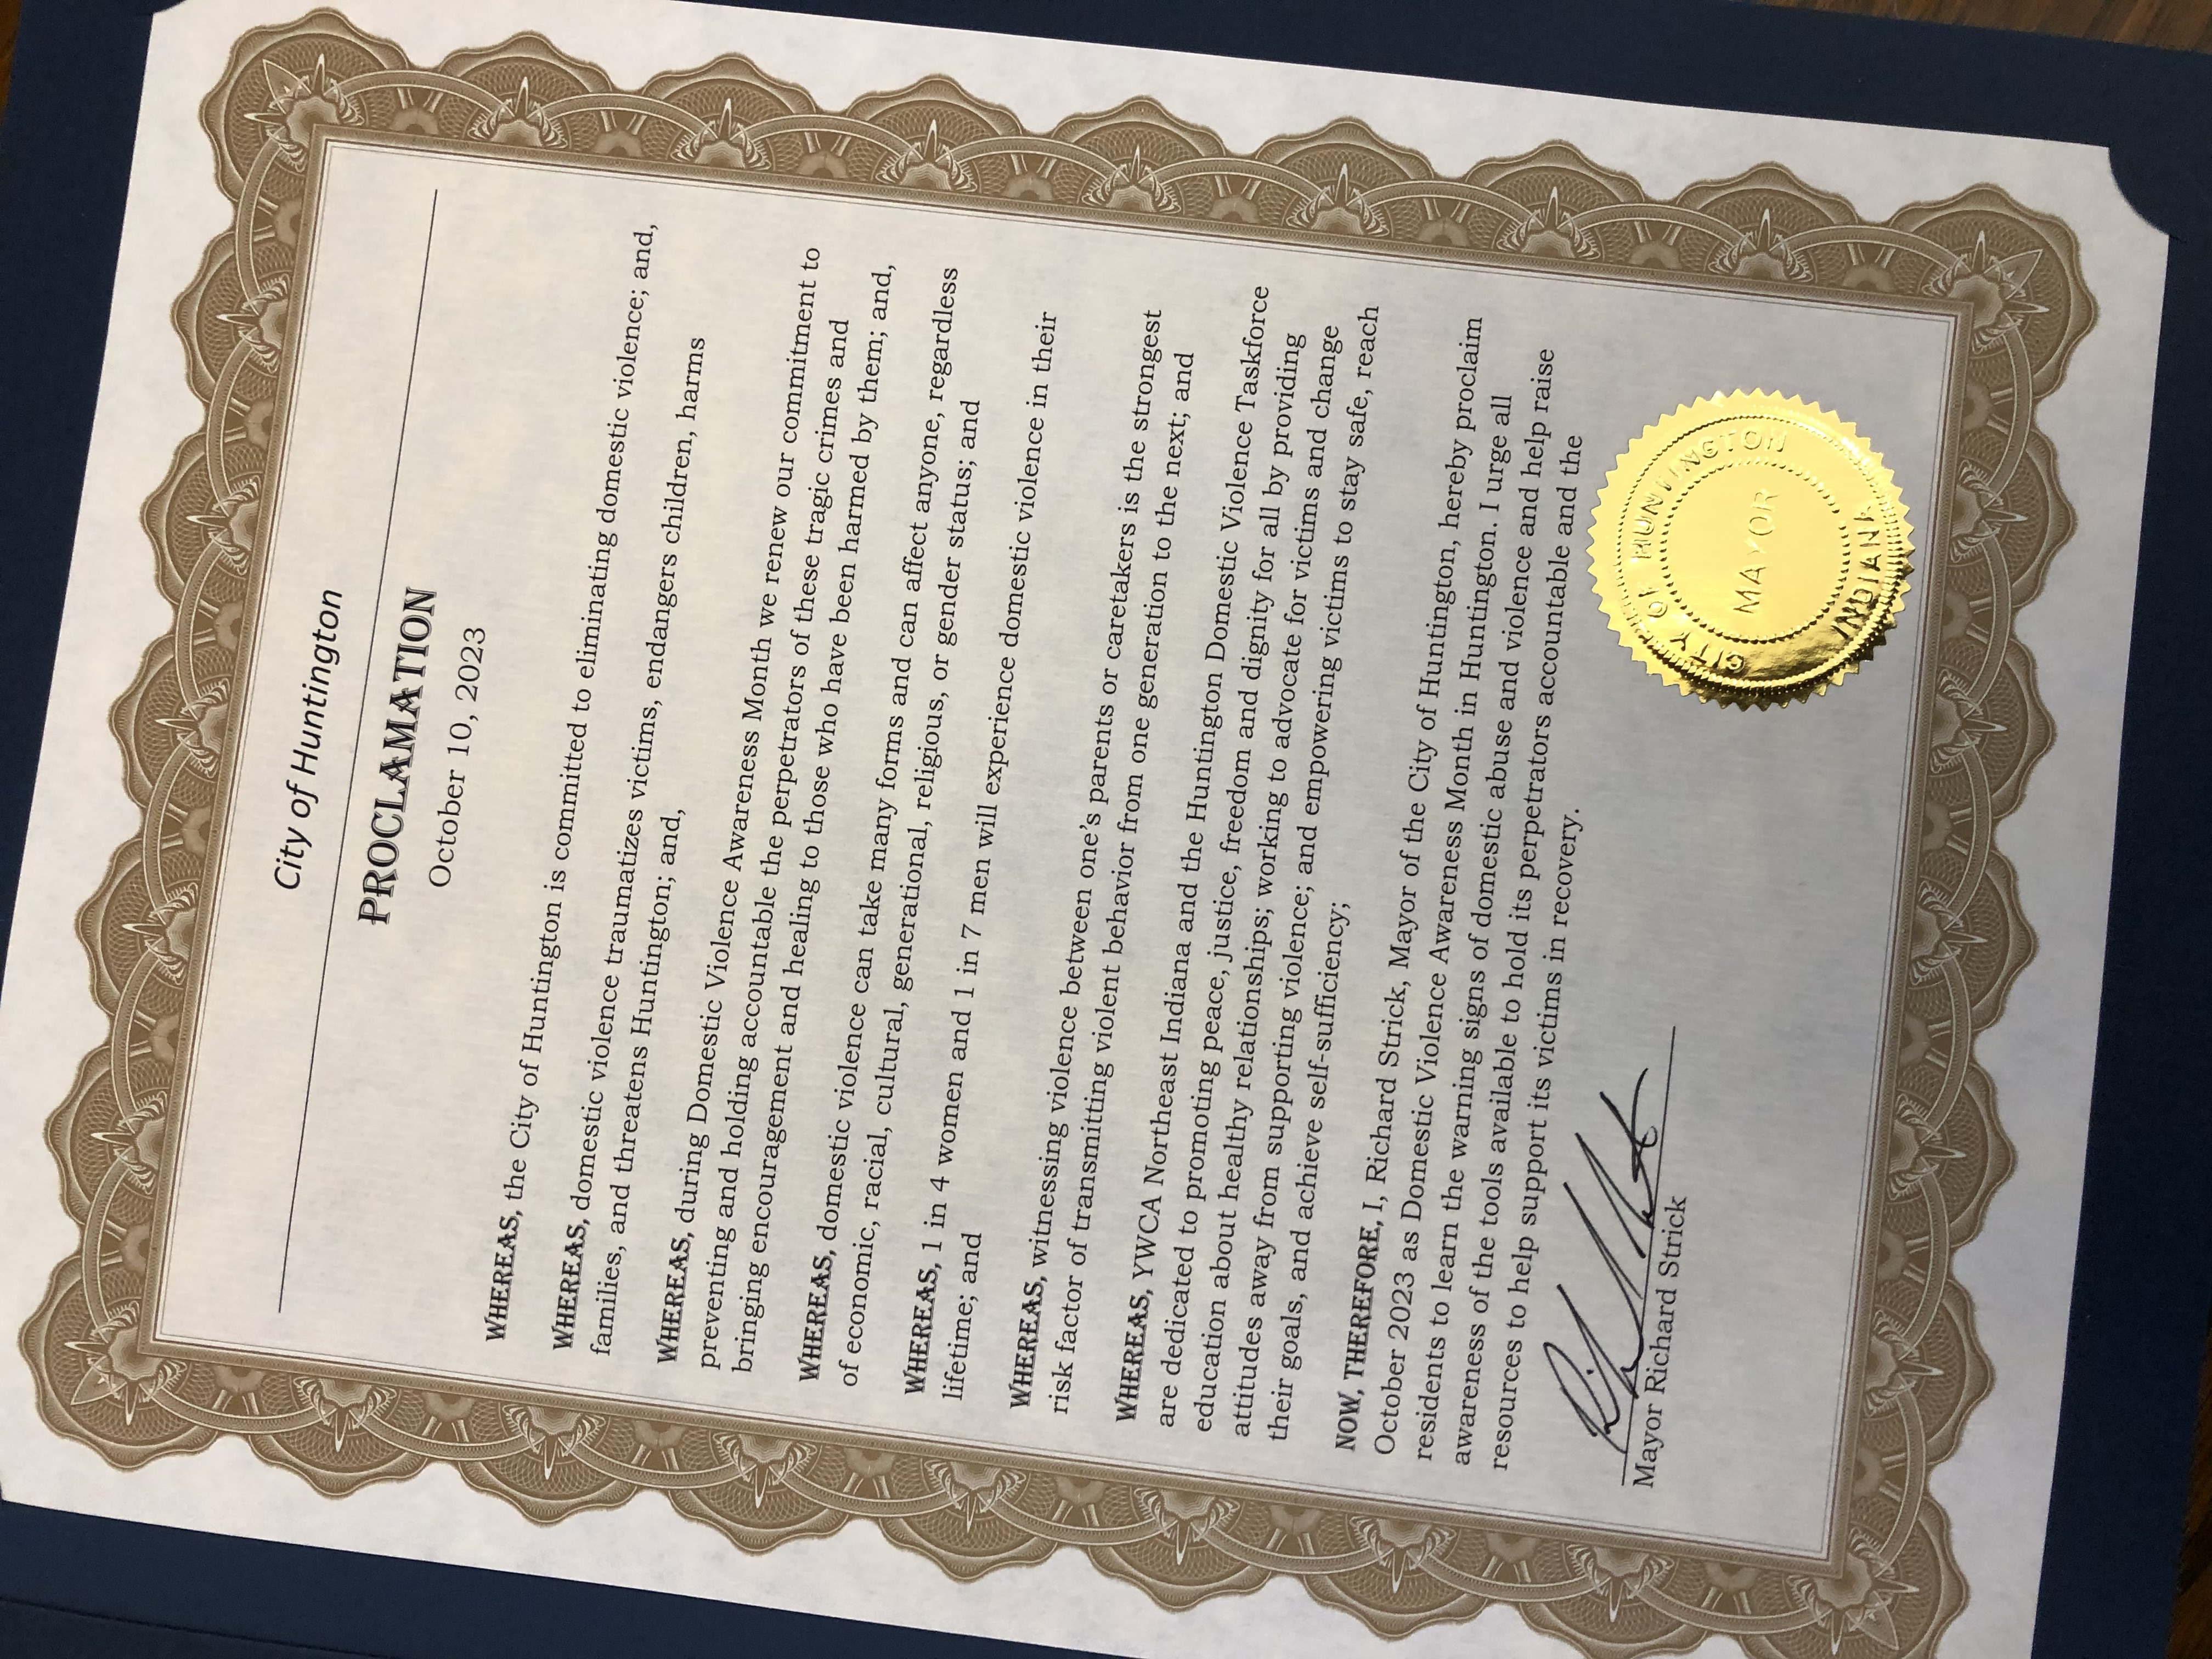 City of Huntington
PROCLAMATION
October 10, 2023
WHEREAS, the City of Huntington is committed to eliminating domestic violence; and,
WHEREAS, domestic violence traumatizes victims, endangers children, harms
families, and threatens Huntington; and,
WHEREAS, during Domestic Violence Awareness Month we renew our commitment to
preventing and holding accountable the perpetrators of these tragic crimes and
bringing encouragement and healing to those who have been harmed by them; and,
WHEREAS, domestic violence can take many forms and can affect anyone, regardless
of economic, racial, cultural, generational, religious, or gender status; and
WHEREAS, 1 in 4 women and 1 in 7 men will experience domestic violence in their
lifetime; and
WHEREAS, witnessing violence between one's parents or caretakers is the strongest
risk factor of transmitting violent behavior from one generation to the next; and
WHEREAS, YWCA Northeast Indiana and the Huntington Domestic Violence Taskforce
are dedicated to promoting peace, justice, freedom and dignity for all by providing
education about healthy relationships; working to advocate for victims and change
attitudes away from supporting violence; and empowering victims to stay safe, reach
their goals, and achieve self-sufficiency;
NOW, THEREFORE, I, Richard Strick, Mayor of the City of Huntington, hereby proclaim
October 2023 as Domestic Violence Awareness Month in Huntington. I urge all
residents to learn the warning signs of domestic abuse and violence and help raise
awareness of the tools available to hold its perpetrators accountable and the
resources to help support its victims in recovery.
Mayor Richard Strick
CITY OF HUNTINGTON
MAYOR
INDIANA